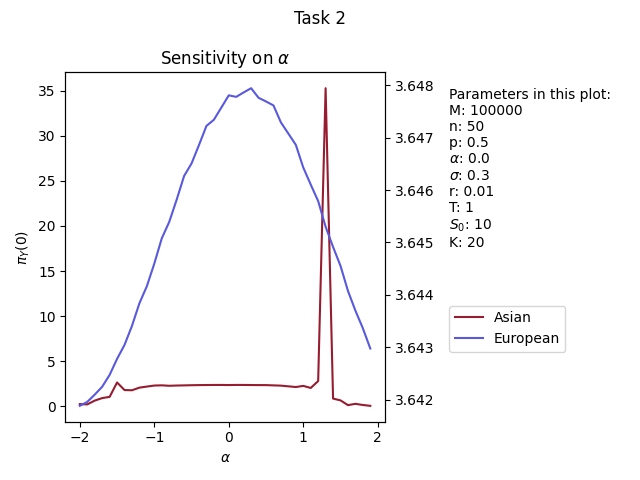 Task 2
Sensitivity on α
35
30
25
20
15
10
5
0
π_Y(0)
−2
−1
0
1
2
α
3.648
3.647
3.646
3.645
3.644
3.643
3.642
Parameters in this plot:
M: 100000
n: 50
p: 0.5
α: 0.0
σ: 0.3
r: 0.01
T: 1
S₀: 10
K: 20
Asian
European